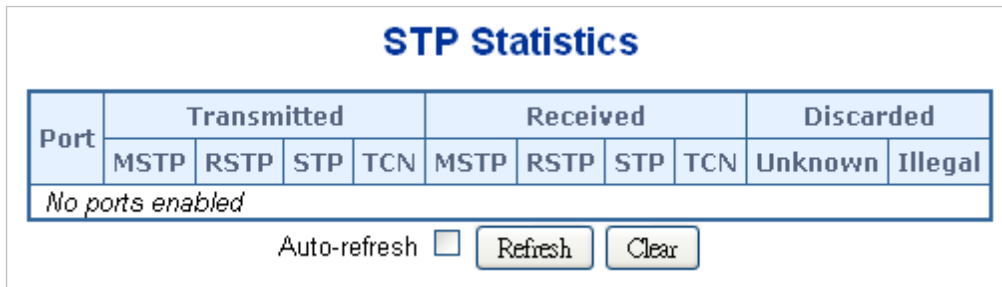 STP Statistics
Port Transmitted Received Discarded
MSTP RSTP STP TCN MSTP RSTP STP TCN Unknown Illegal
No ports enabled
Auto-refresh Refresh Clear